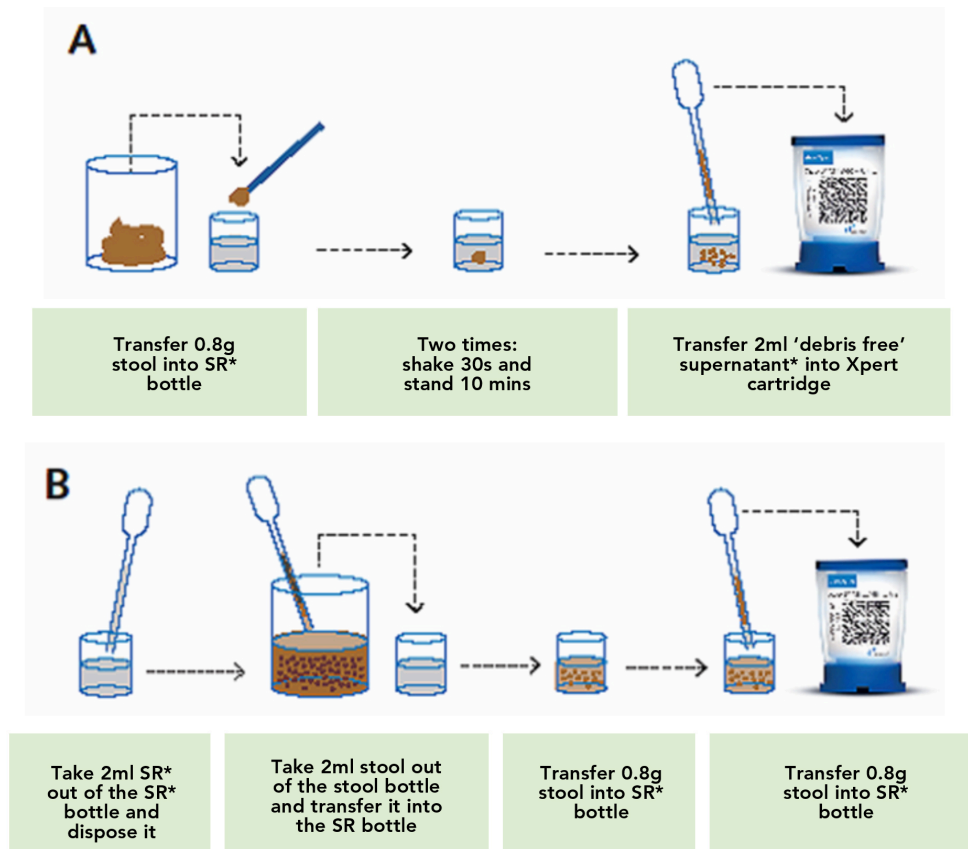 A
Transfer 0.8g
stool into SR*
bottle
Two times:
shake 30s and
stand 10 mins
Transfer 2ml ‘debris free’
supernatant* into Xpert
cartridge
B
Take 2ml SR*
out of the SR*
bottle and
dispose it
Take 2ml stool out
of the stool bottle
and transfer it into
the SR bottle
Transfer 0.8g
stool into SR*
bottle
Transfer 0.8g
stool into SR*
bottle